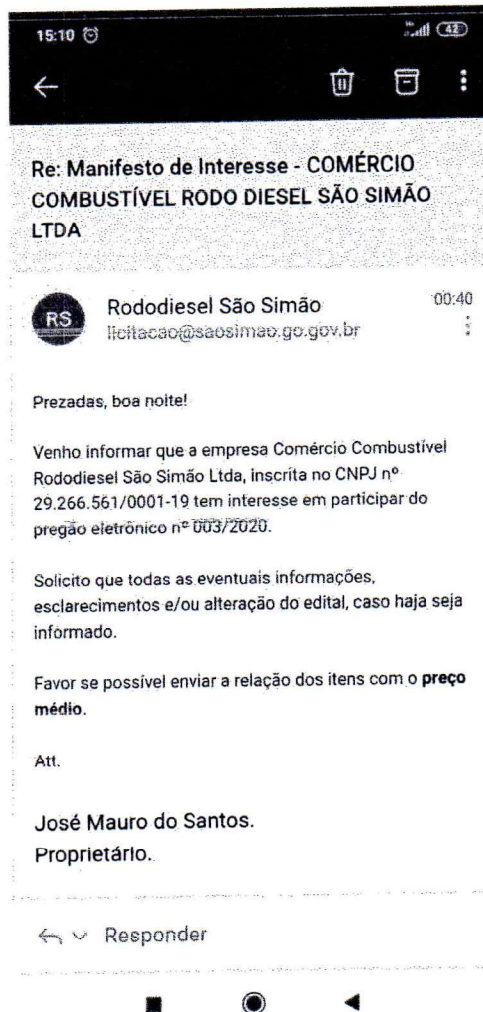 15:10
42
Re: Manifesto de Interesse - COMÉRCIO
COMBUSTÍVEL RODO DIESEL SÃO SIMÃO
LTDA
RS
Rododiesel São Simão
00:40
licitacao@saosimao.go.gov.br
Prezadas, boa noite!
Venho informar que a empresa Comércio Combustível
Rododiesel São Simão Ltda, inscrita no CNPJ nº
29.266.561/0001-19 tem interesse em participar do
pregão eletrônico nº 003/2020.
Solicito que todas as eventuais informações,
esclarecimentos e/ou alteração do edital, caso haja seja
informado.
Favor se possível enviar a relação dos itens com o preço
médio.
Att.
José Mauro do Santos.
Proprietário.
Responder